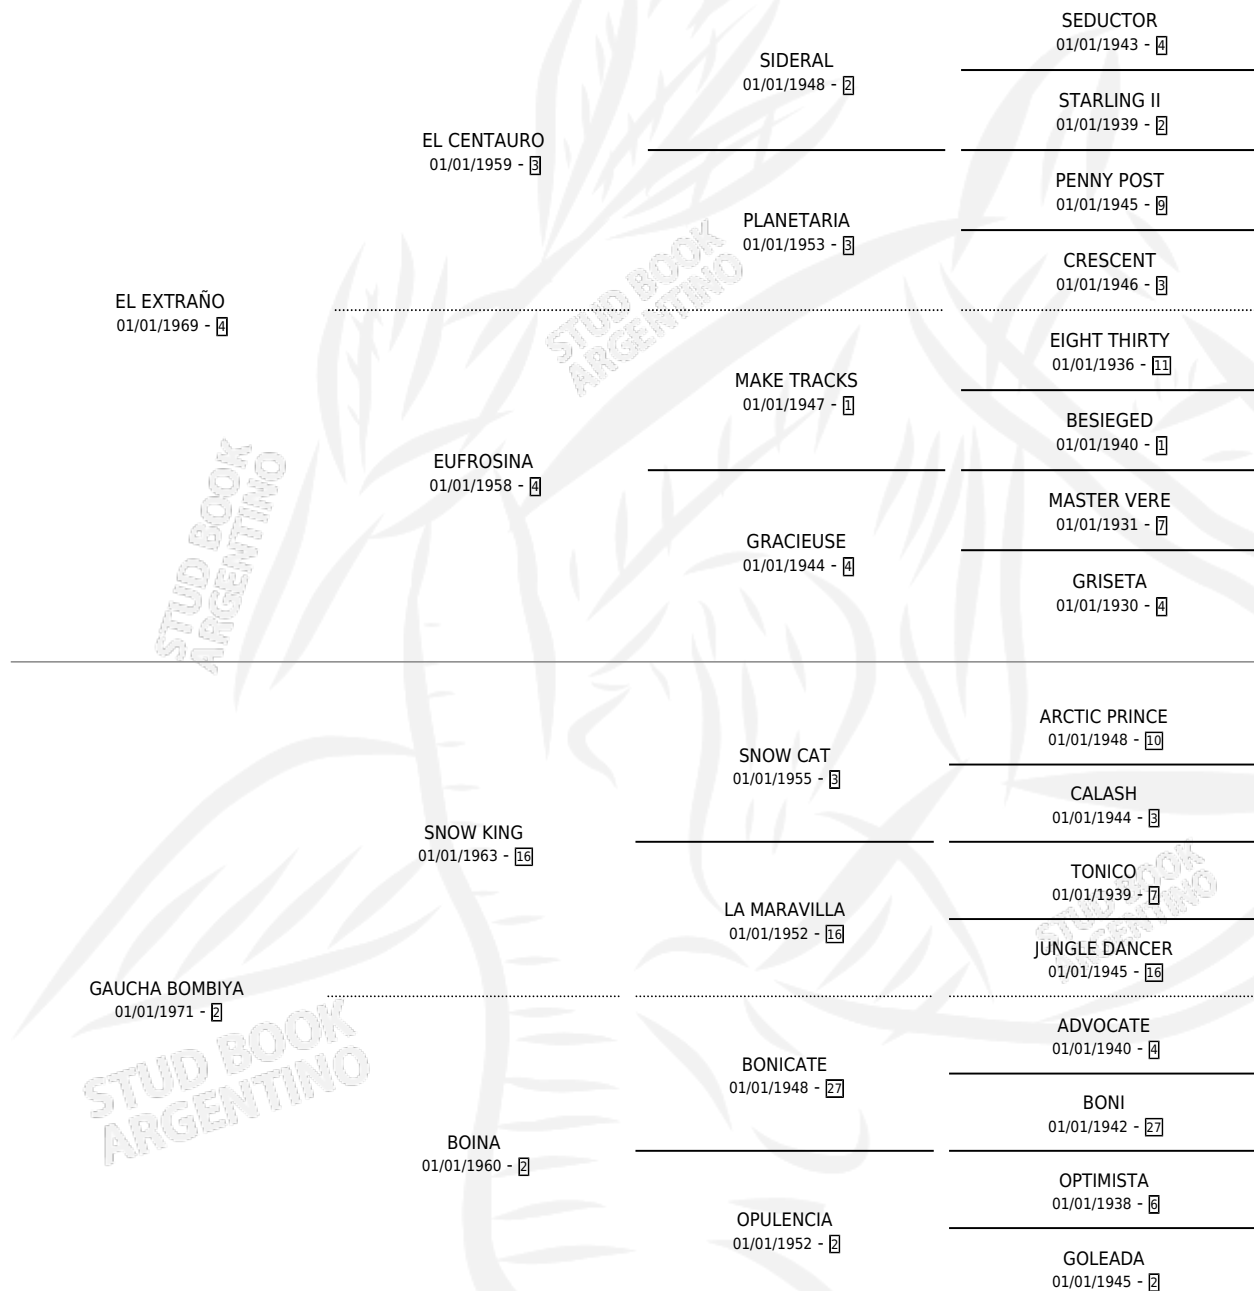 SEDUCTOR
01/01/1943 - 4
SIDERAL
01/01/1948 - 2
STARLING II
01/01/1939 - 2
EL CENTAURO
01/01/1959 - 3
PENNY POST
01/01/1945 - 9
PLANETARIA
01/01/1953 - 3
CRESCENT
01/01/1946 - 3
EL EXTRAÑO
01/01/1969 - 4
EIGHT THIRTY
01/01/1936 - 11
MAKE TRACKS
01/01/1947 - 1
BESIEGED
01/01/1940 - 1
EUFROSINA
01/01/1958 - 4
MASTER VERE
01/01/1931 - 7
GRACIEUSE
01/01/1944 - 4
GRISETA
01/01/1930 - 4
STUD BOOK
ARGENTINO
STUD BOOK
ARGENTINO
ARCTIC PRINCE
01/01/1948 - 10
SNOW CAT
01/01/1955 - 3
CALASH
01/01/1944 - 3
SNOW KING
01/01/1963 - 16
TONICO
01/01/1939 - 7
LA MARAVILLA
01/01/1952 - 16
JUNGLE DANCER
01/01/1945 - 16
GAUCHA BOMBIYA
01/01/1971 - 2
ADVOCATE
01/01/1940 - 4
BONICATE
01/01/1948 - 27
BONI
01/01/1942 - 27
BOINA
01/01/1960 - 2
OPTIMISTA
01/01/1938 - 6
OPULENCIA
01/01/1952 - 2
GOLEADA
01/01/1945 - 2
STUD BOOK
ARGENTINO
STUD BOOK
ARGENTINO